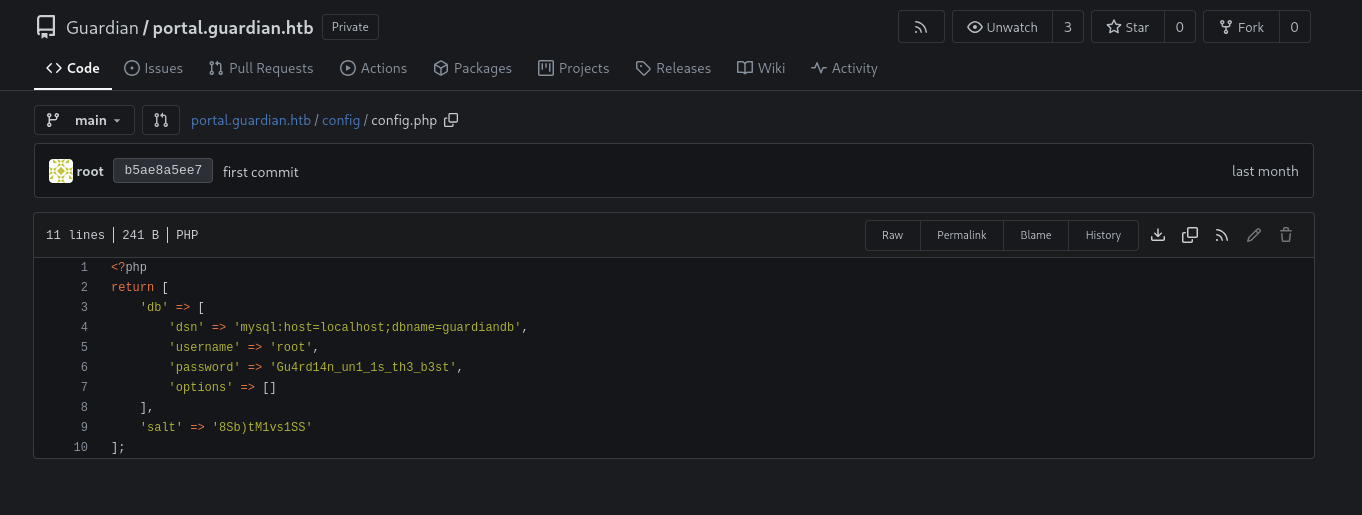 Guardian / portal.guardian.htb Private Unwatch 3 Star 0 Fork 0
Code Issues Pull Requests Actions Packages Projects Releases Wiki Activity
main portal.guardian.htb / config / config.php
root b5ae8a5ee7 first commit last month
11 lines | 241 B | PHP Raw Permalink Blame History
1 <?php
2 return [
3     'db' => [
4         'dsn' => 'mysql:host=localhost;dbname=guardiandb',
5         'username' => 'root',
6         'password' => 'Gu4rd14n_un1_1s_th3_b3st',
7         'options' => []
8     ],
9     'salt' => '8Sb)tM1vs1SS'
10 ];